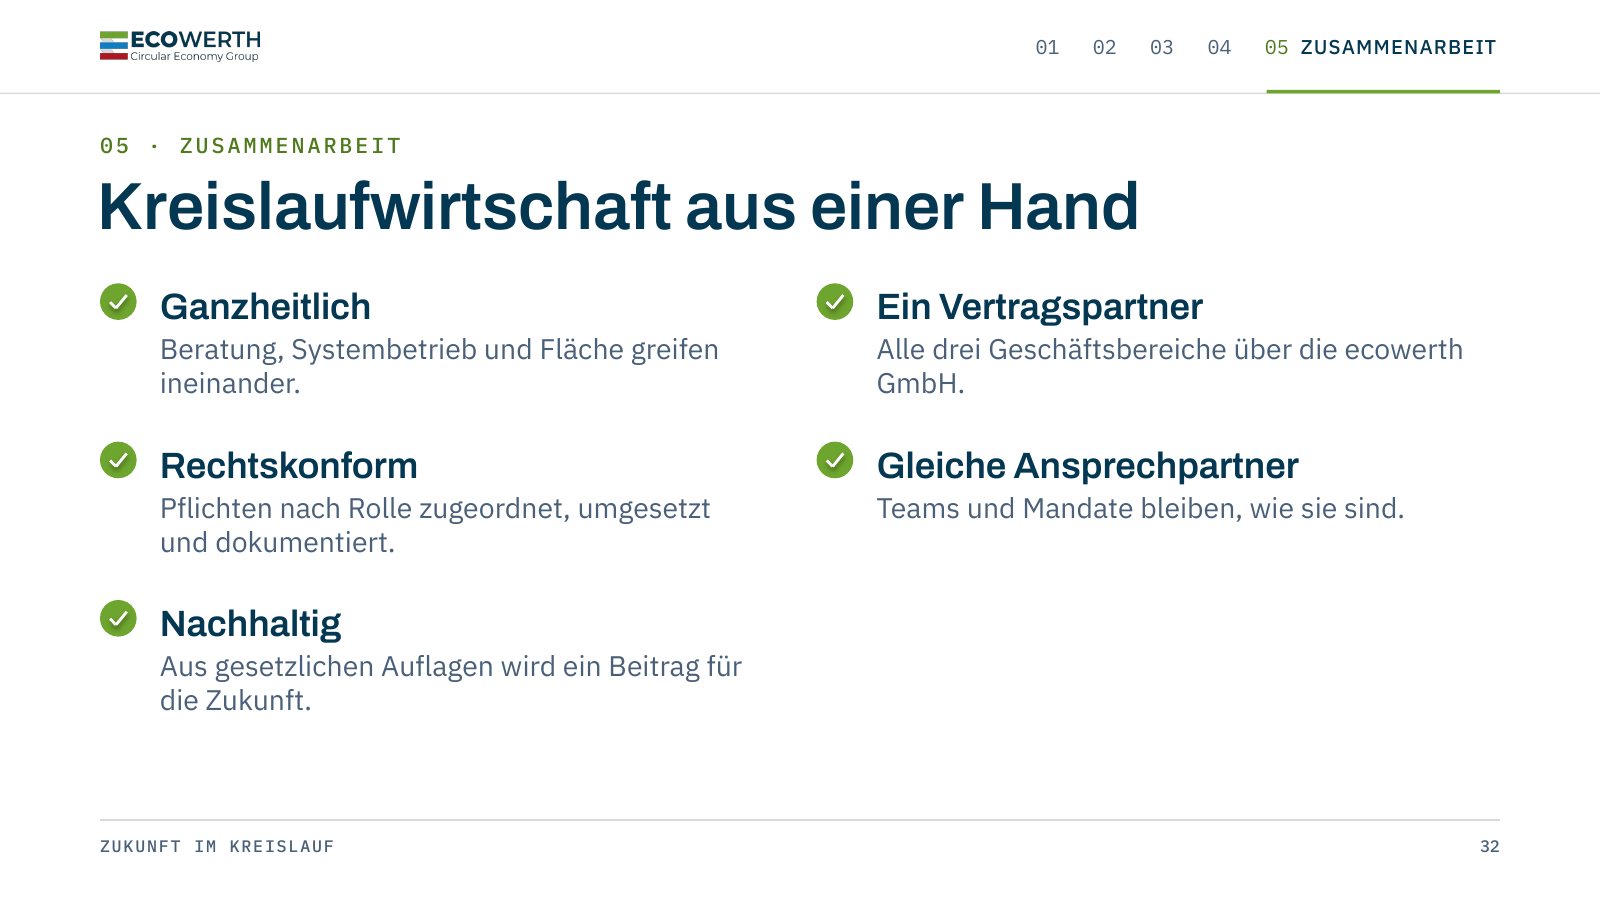 ECOWERTH
Circular Economy Group
01 02 03 04 05 ZUSAMMENARBEIT
05 · ZUSAMMENARBEIT
Kreislaufwirtschaft aus einer Hand
Ganzheitlich
Beratung, Systembetrieb und Fläche greifen
ineinander.
Rechtskonform
Pflichten nach Rolle zugeordnet, umgesetzt
und dokumentiert.
Nachhaltig
Aus gesetzlichen Auflagen wird ein Beitrag für
die Zukunft.
Ein Vertragspartner
Alle drei Geschäftsbereiche über die ecowerth
GmbH.
Gleiche Ansprechpartner
Teams und Mandate bleiben, wie sie sind.
ZUKUNFT IM KREISLAUF
32